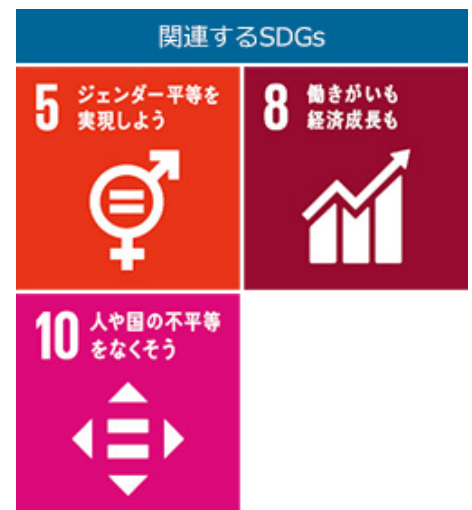 関連するSDGs
5 ジェンダー平等を
実現しよう
8 働きがいも
経済成長も
10 人や国の不平等
をなくそう